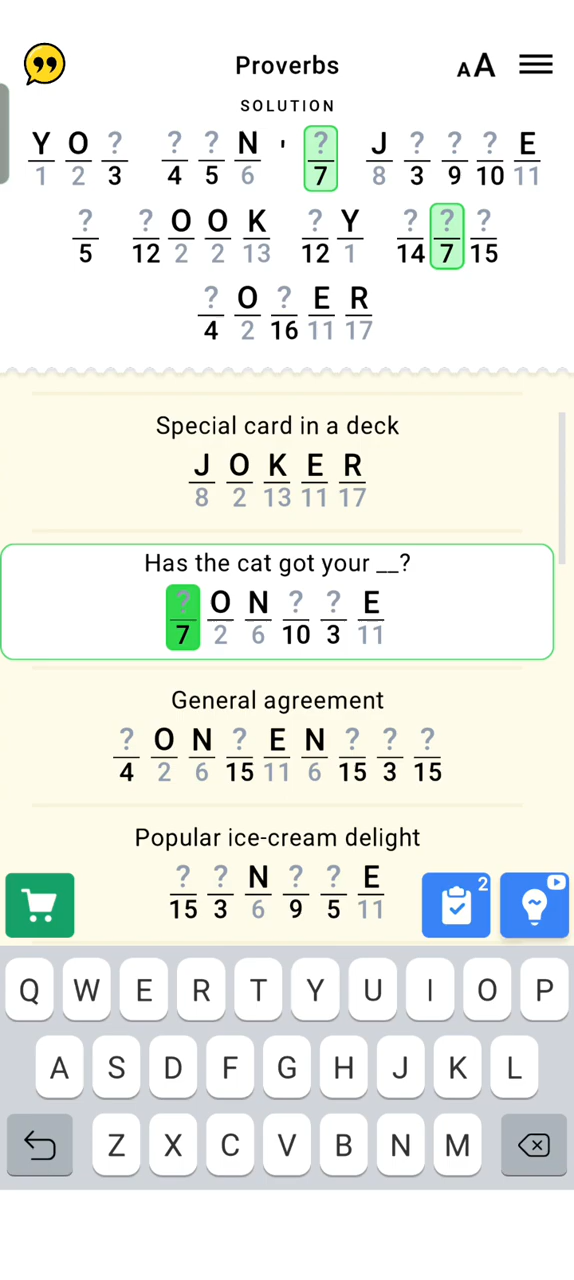 Proverbs AA
SOLUTION
Y O ? ? ? N ' ? J ? ? ? E
1 2 3 4 5 6 7 8 3 9 10 11
? ? O O K ? Y ? ? ?
5 12 2 2 13 12 1 14 7 15
? O ? E R
4 2 16 11 17
Special card in a deck
J O K E R
8 2 13 11 17
Has the cat got your __?
? O N ? ? E
7 2 6 10 3 11
General agreement
? O N ? E N ? ? ?
4 2 6 15 11 6 15 3 15
Popular ice-cream delight
? ? N ? ? E
15 3 6 9 5 11
2
Q W E R T Y U I O P
A S D F G H J K L
Z X C V B N M